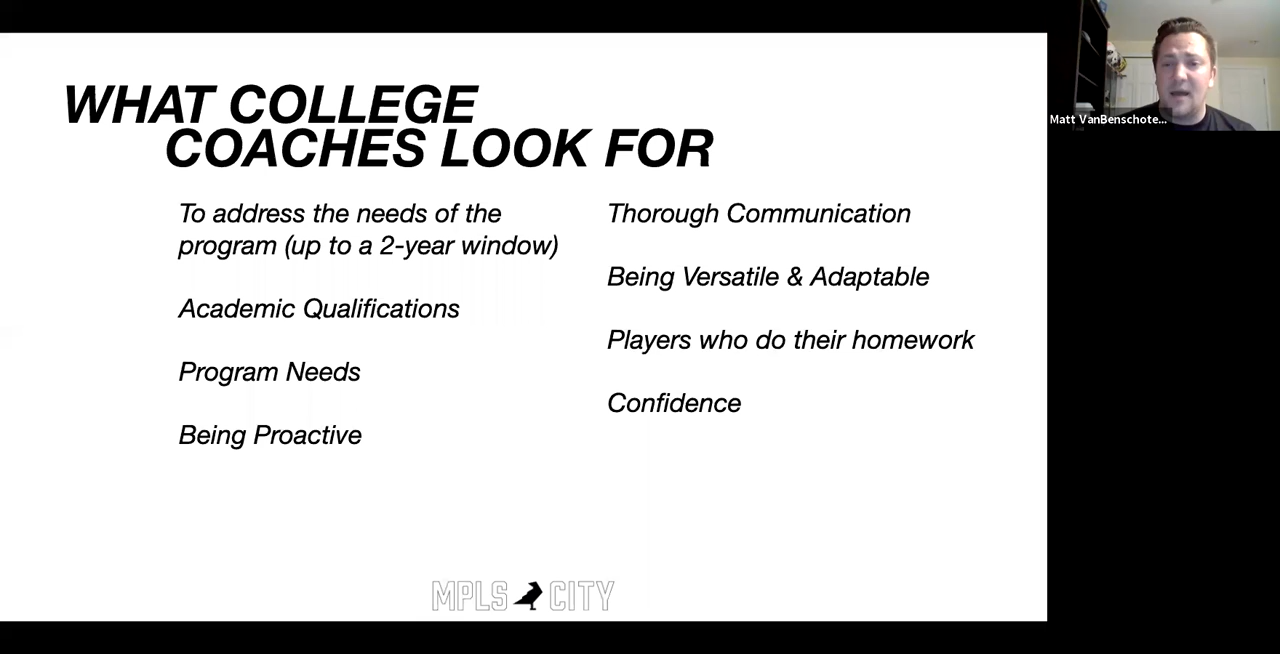 WHAT COLLEGE
COACHES LOOK FOR
To address the needs of the
program (up to a 2-year window)
Academic Qualifications
Program Needs
Being Proactive
Thorough Communication
Being Versatile & Adaptable
Players who do their homework
Confidence
MPLS CITY
Matt VanBenschote...